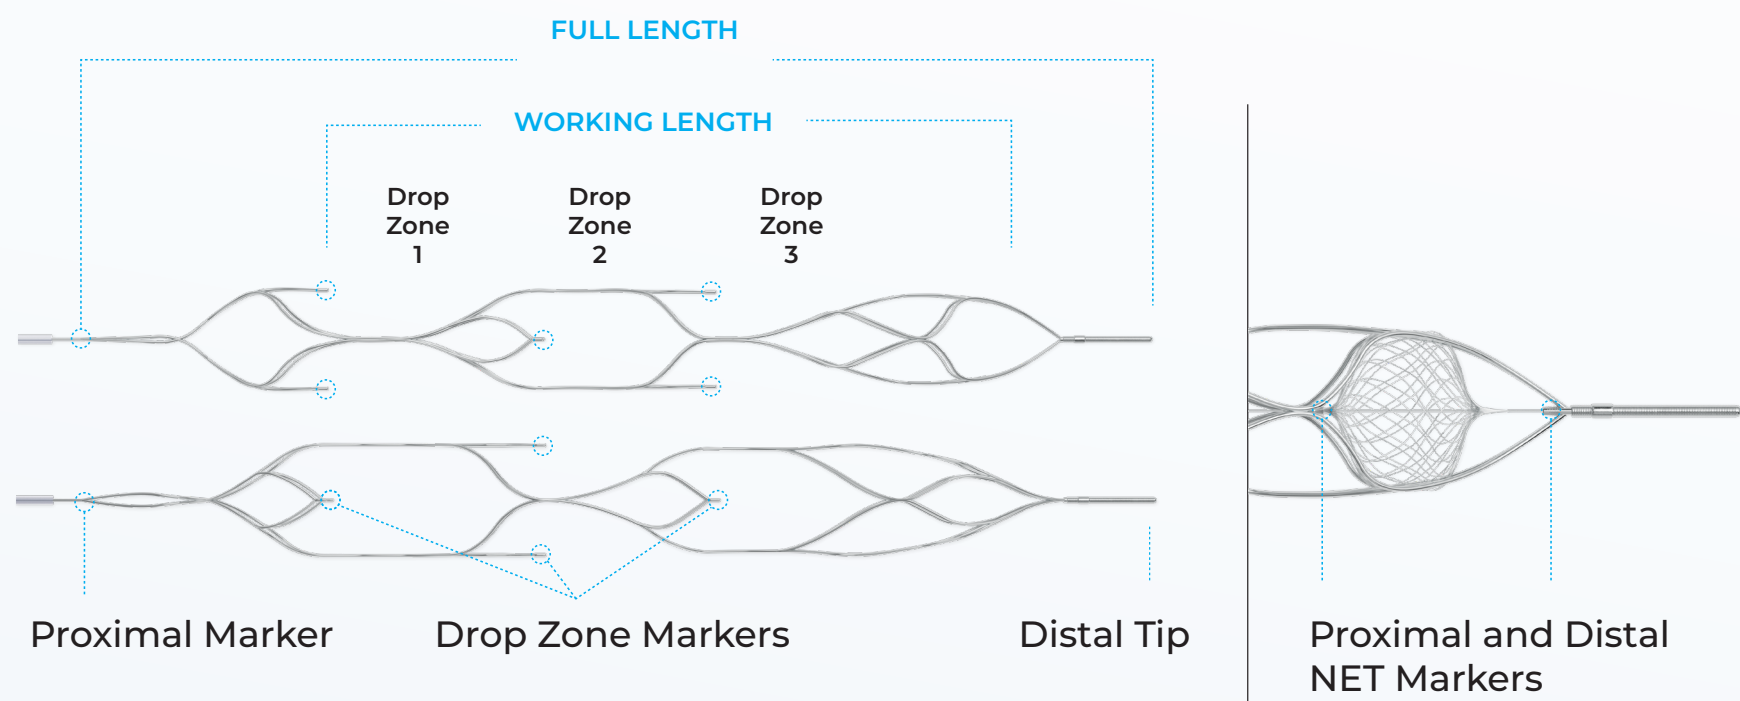 FULL LENGTH
WORKING LENGTH
Drop
Zone
1
Drop
Zone
2
Drop
Zone
3
Proximal Marker
Drop Zone Markers
Distal Tip
Proximal and Distal
NET Markers